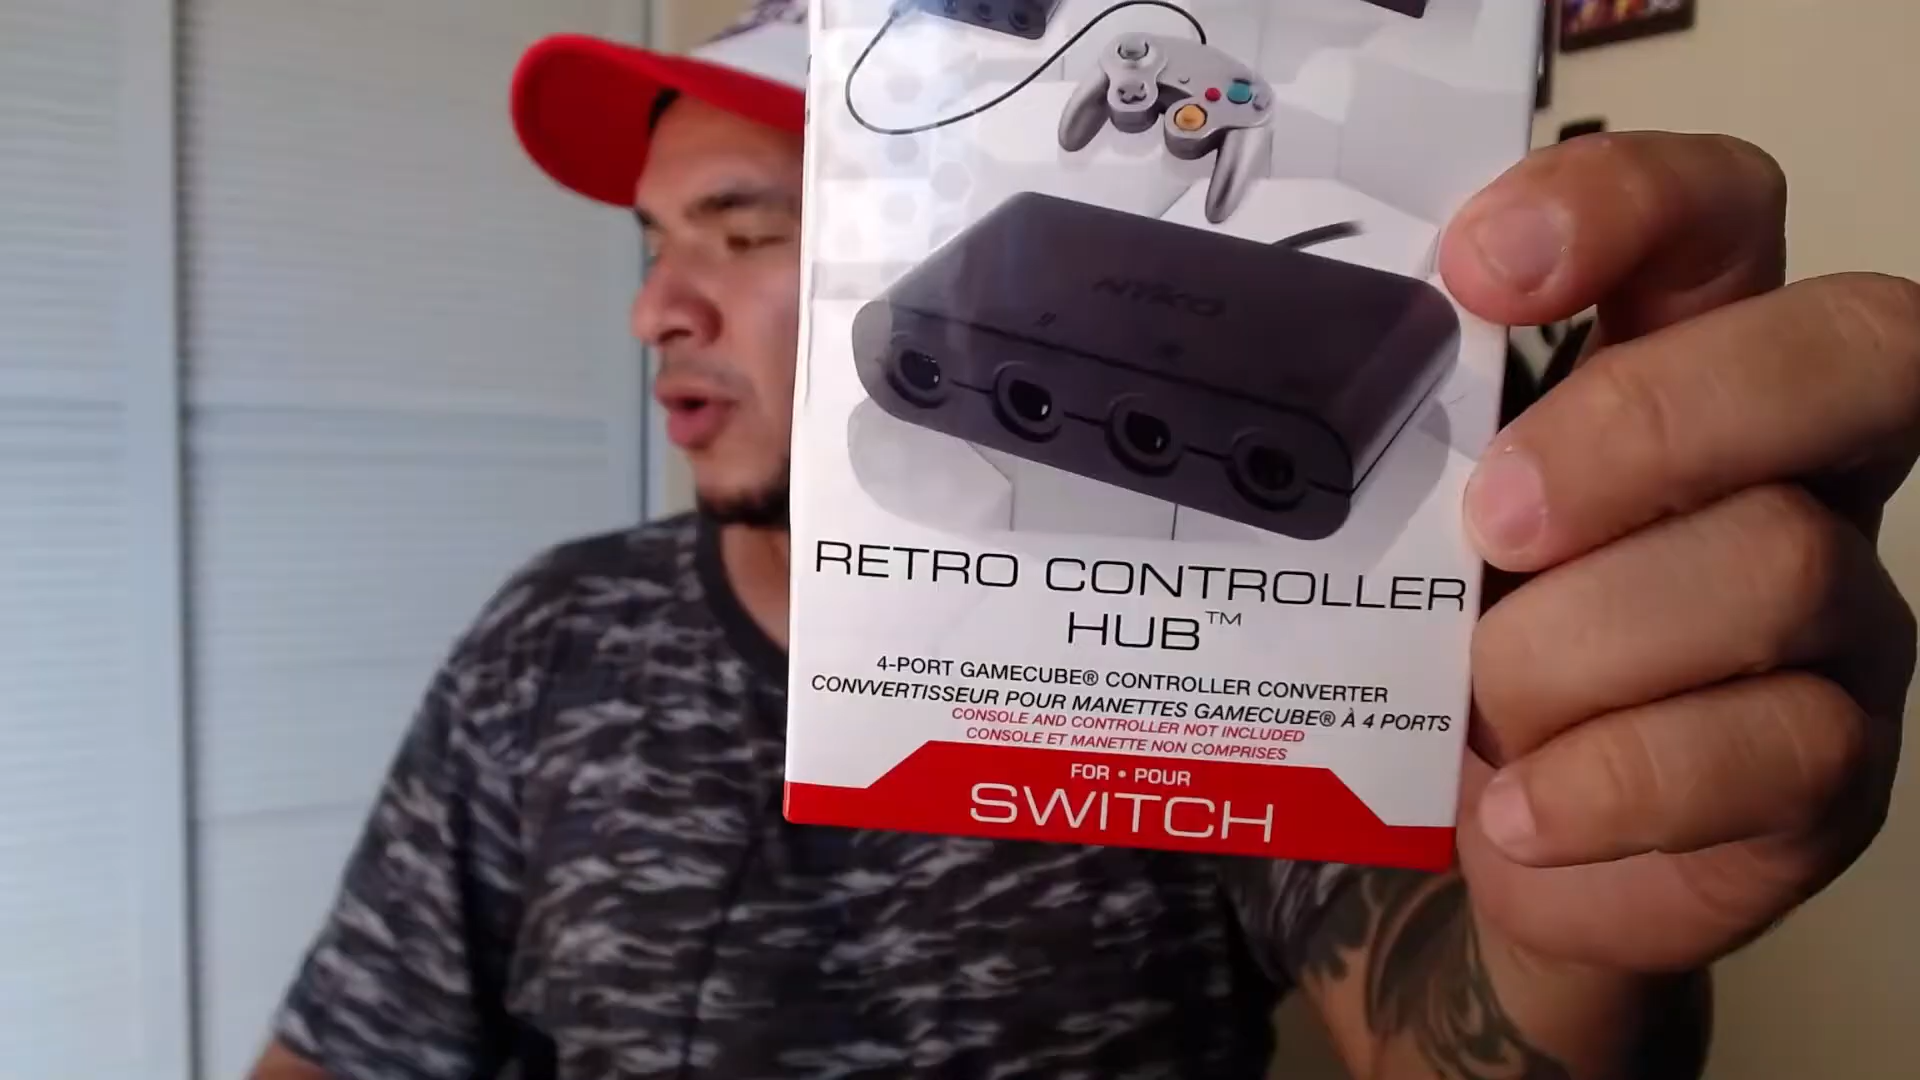 NYKO
RETRO CONTROLLER
HUB™
4-PORT GAMECUBE® CONTROLLER CONVERTER
CONVVERTISSEUR POUR MANETTES GAMECUBE® À 4 PORTS
CONSOLE AND CONTROLLER NOT INCLUDED
CONSOLE ET MANETTE NON COMPRISES
FOR • POUR
SWITCH